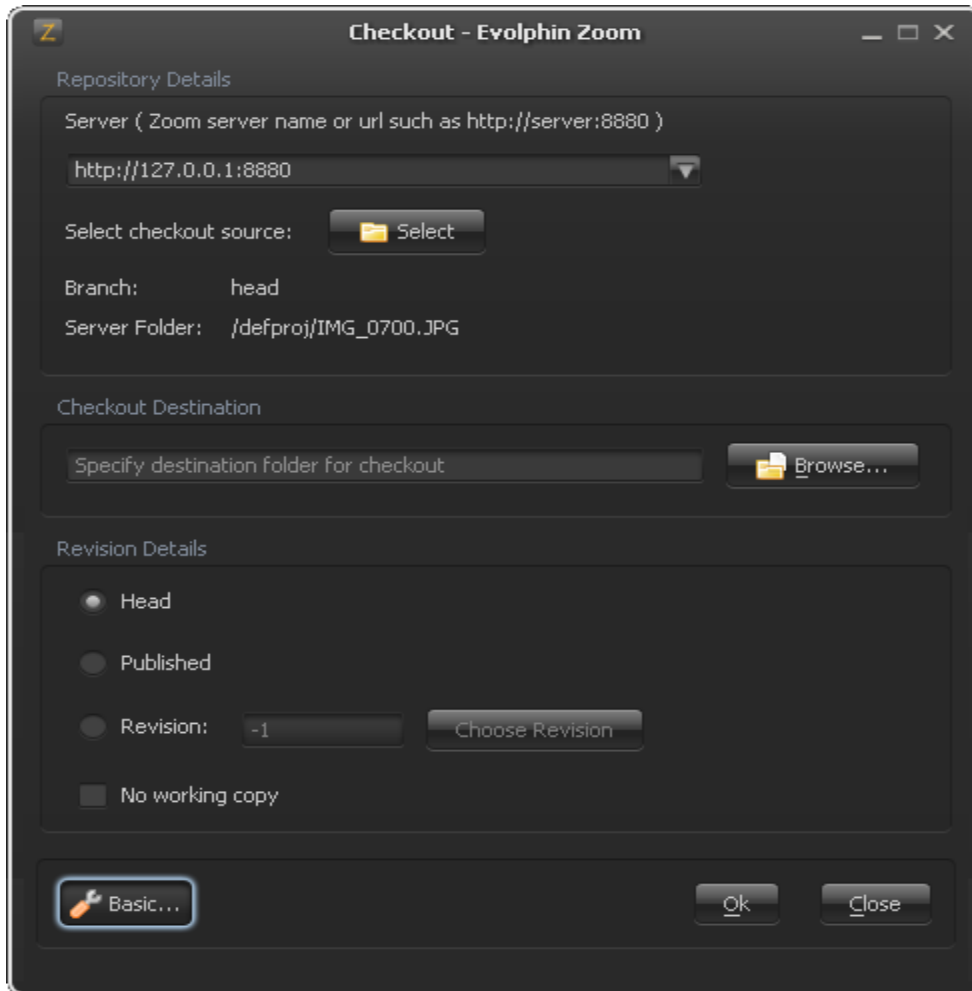 Z Checkout - Evolphin Zoom
Repository Details
Server ( Zoom server name or url such as http://server:8880 )
http://127.0.0.1:8880
Select checkout source: Select
Branch: head
Server Folder: /defproj/IMG_0700.JPG
Checkout Destination
Specify destination folder for checkout Browse...
Revision Details
Head
Published
Revision: -1 Choose Revision
No working copy
Basic... Ok Close